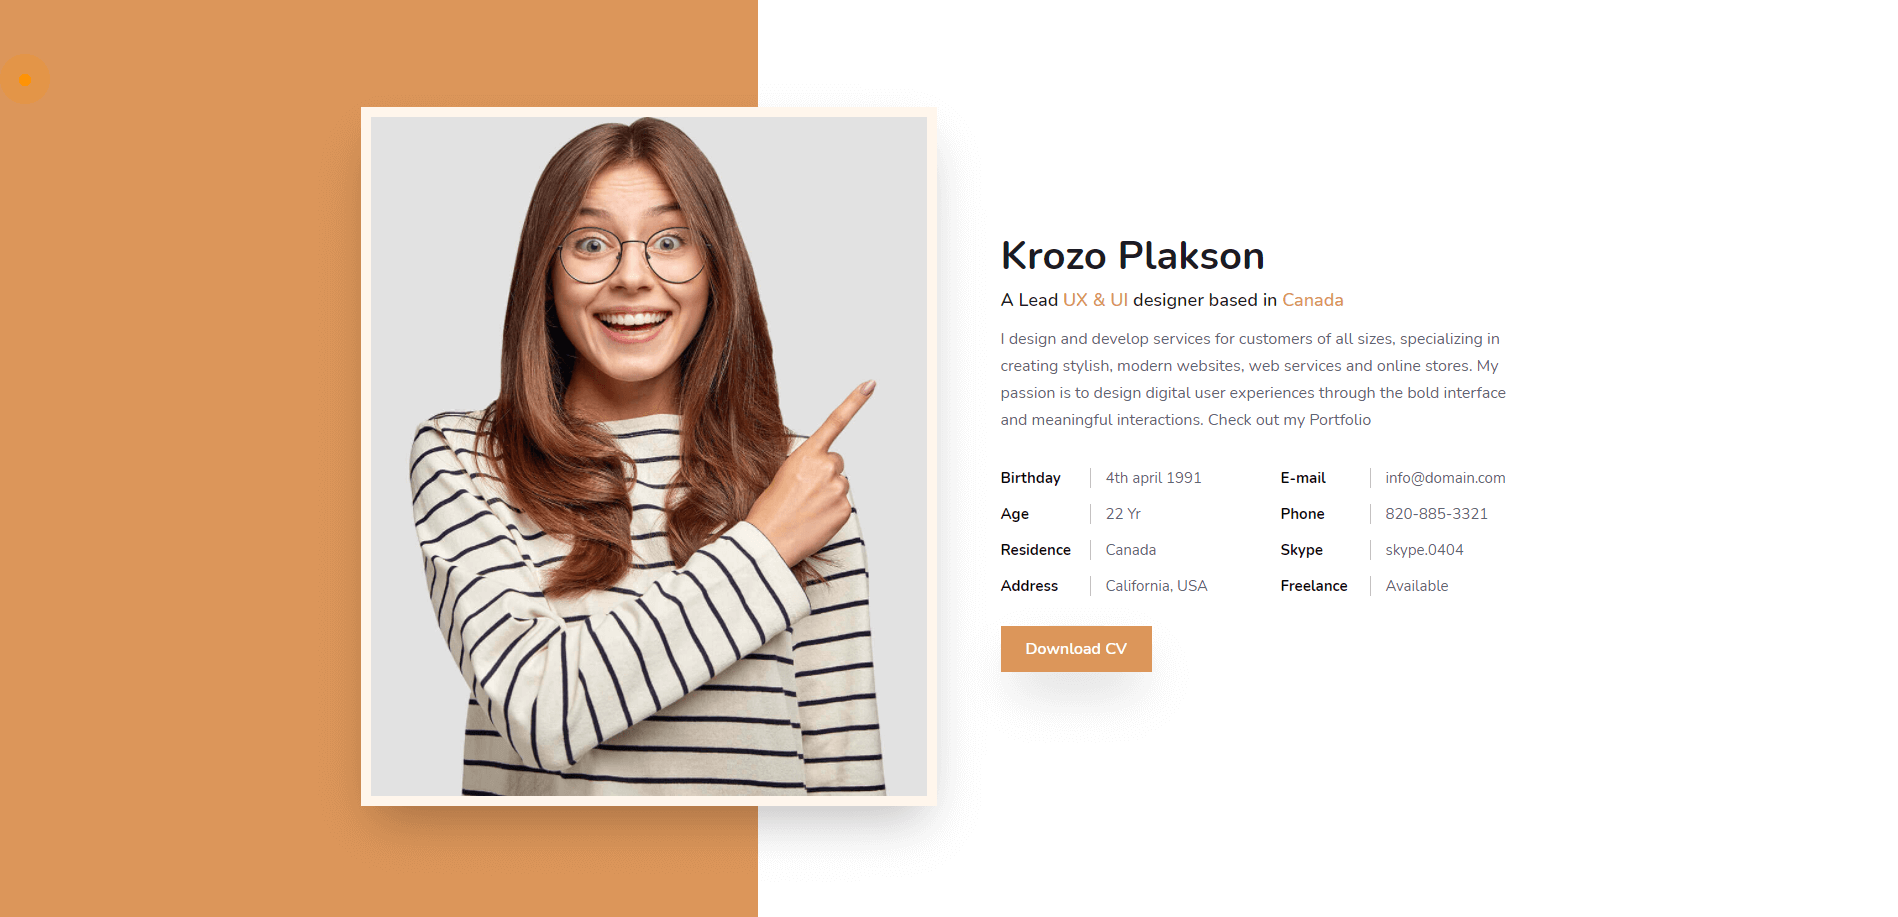 Krozo Plakson
A Lead UX & UI designer based in Canada
I design and develop services for customers of all sizes, specializing in
creating stylish, modern websites, web services and online stores. My
passion is to design digital user experiences through the bold interface
and meaningful interactions. Check out my Portfolio
Birthday 4th april 1991
Age 22 Yr
Residence Canada
Address California, USA
E-mail info@domain.com
Phone 820-885-3321
Skype skype.0404
Freelance Available
Download CV